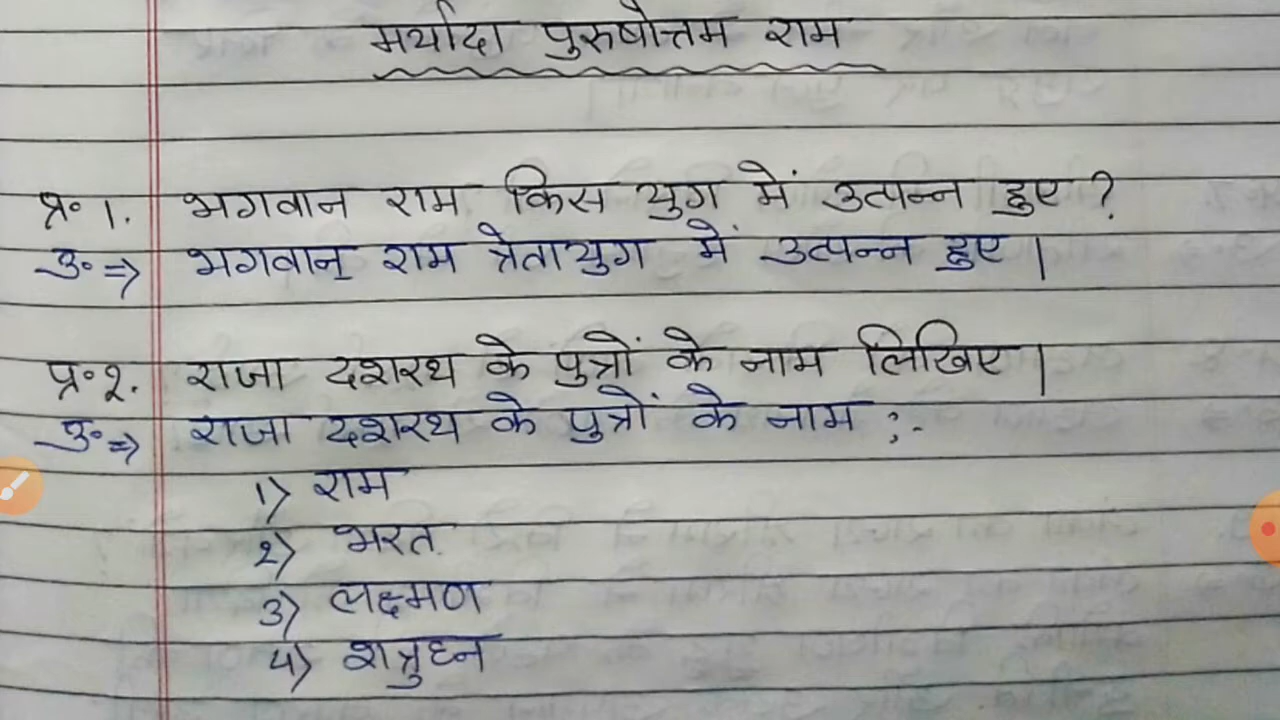 मर्यादा पुरुषोत्तम राम
प्र॰ 1. भगवान राम किस युग में उत्पन्न हुए ?
उ॰ => भगवान् राम त्रेतायुग में उत्पन्न हुए |
प्र॰ २. राजा दशरथ के पुत्रों के नाम लिखिए |
उ॰ => राजा दशरथ के पुत्रों के नाम :-
1) राम
2) भरत
3) लक्ष्मण
4) शत्रुघ्न